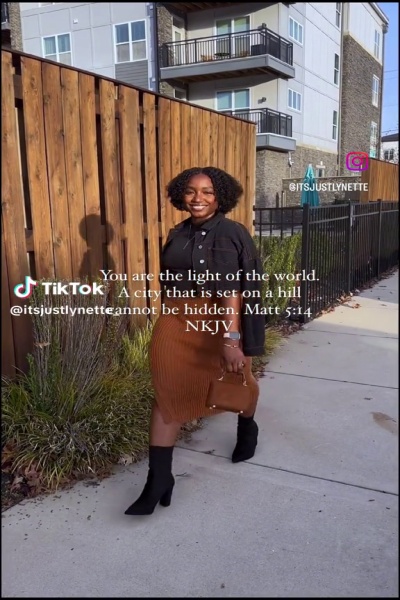 @ITSJUSTLYNETTE
You are the light of the world.
TikTok
A city that is set on a hill
@itsjustlynette
cannot be hidden. Matt 5:14
NKJV